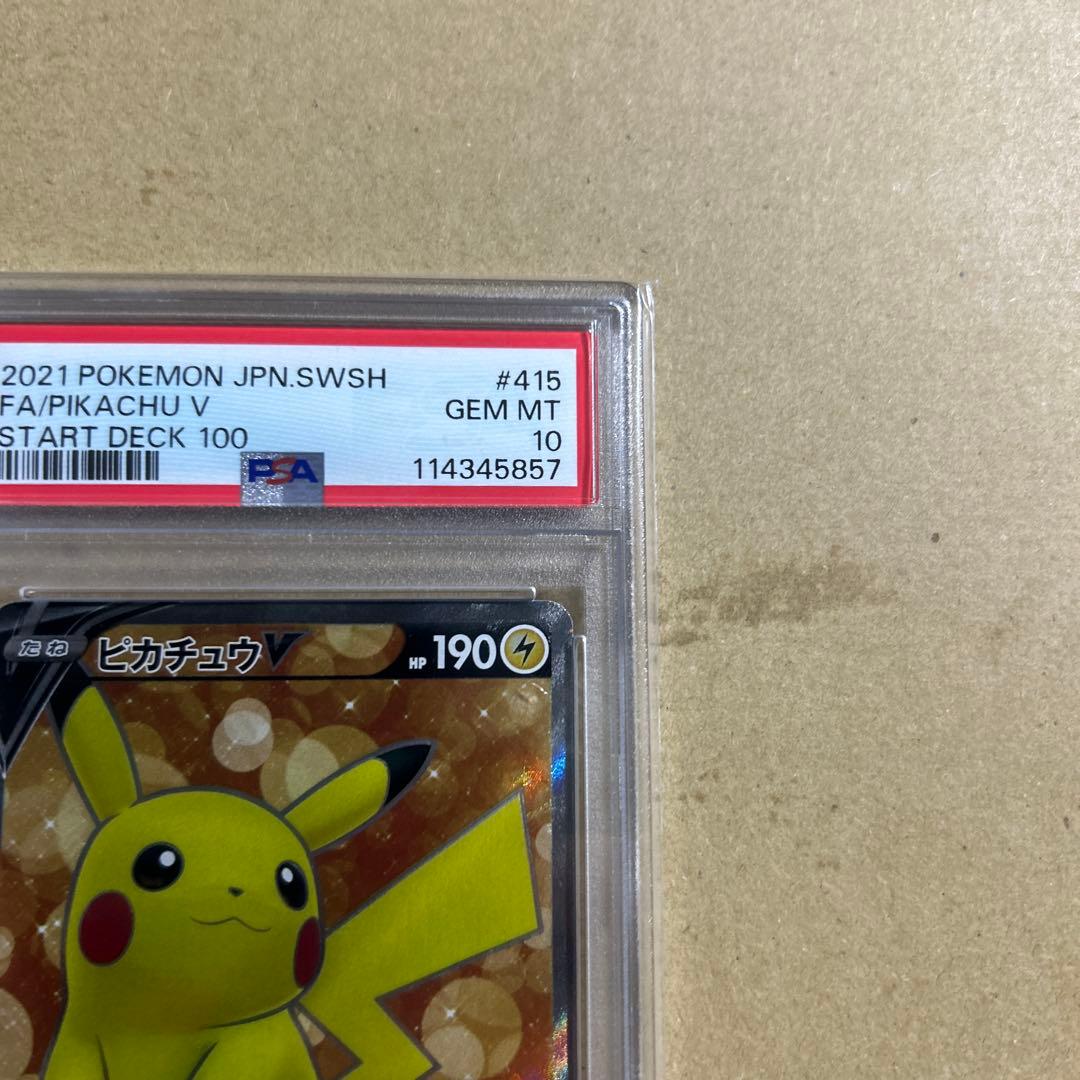 2021 POKEMON JPN.SWSH #415
FA/PIKACHU V GEM MT
START DECK 100 10
PSA 114345857
たね ピカチュウV HP 190